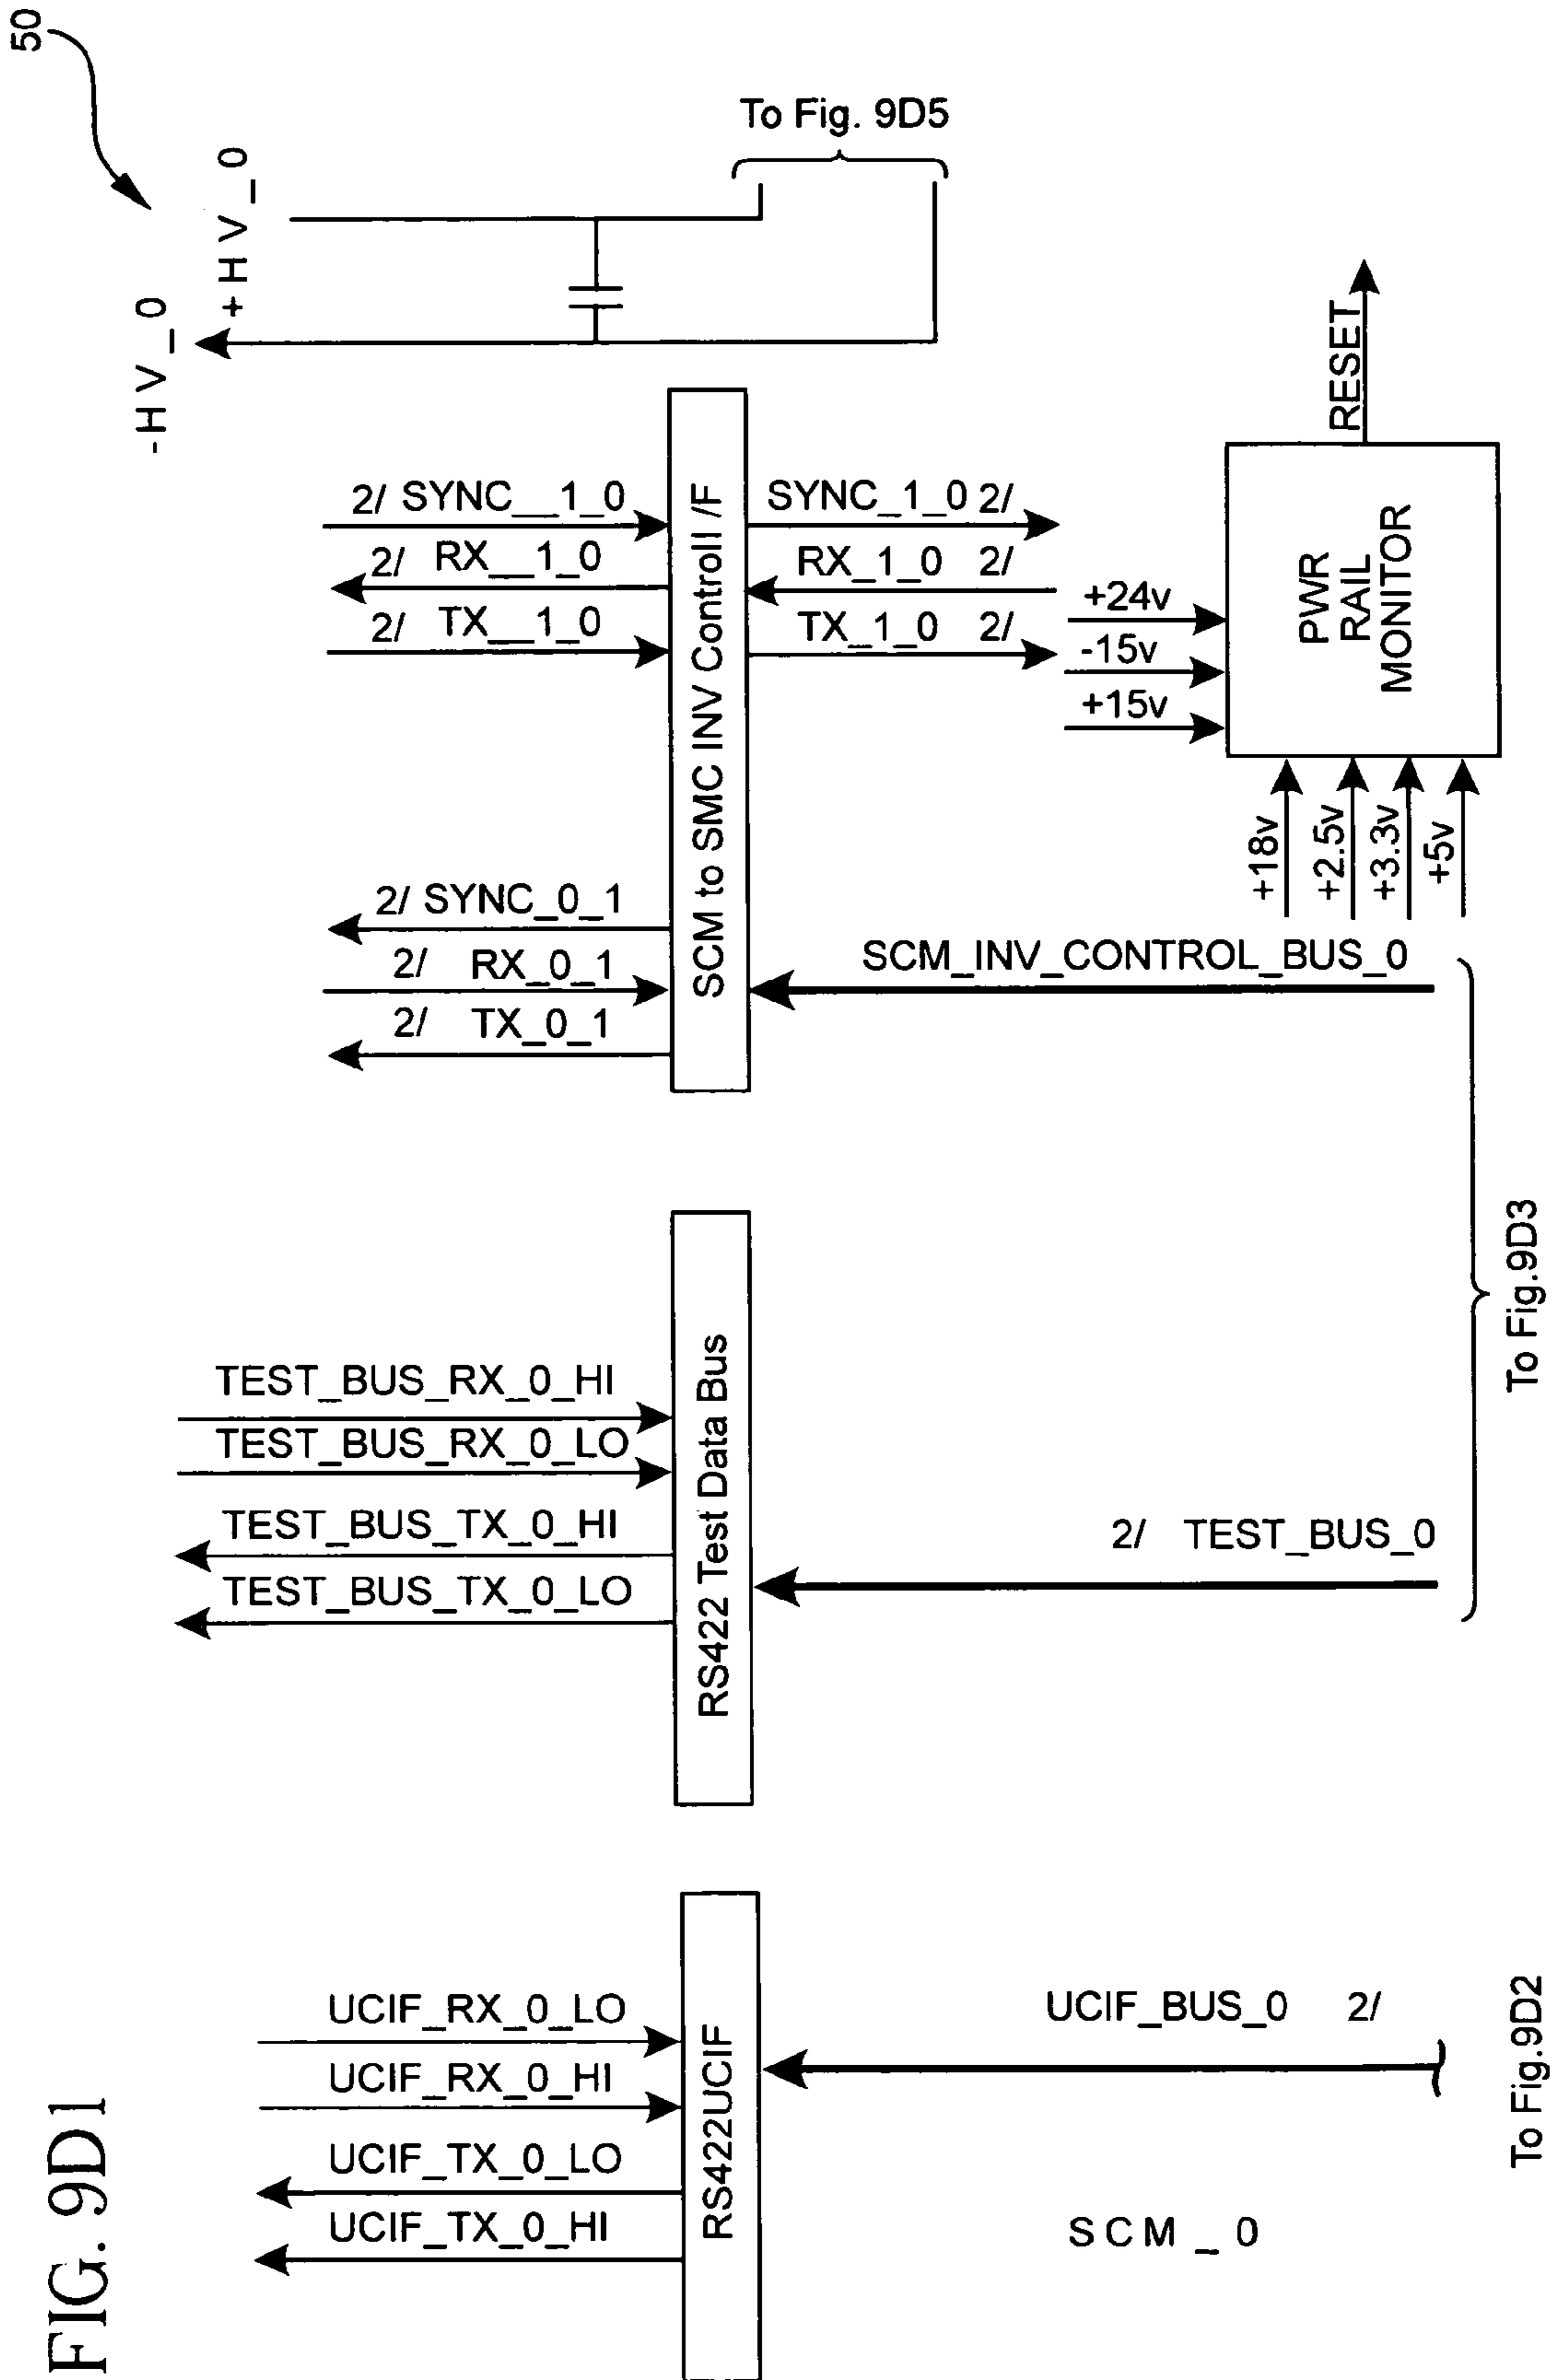 FIG. 9D1
50
-HV_0
+HV_0
To Fig. 9D5
UCIF_TX_0_HI
UCIF_TX_0_LO
UCIF_RX_0_HI
UCIF_RX_0_LO
RS422UCIF
UCIF_BUS_0 2/
SCM_0
To Fig.9D2
TEST_BUS_TX_0_LO
TEST_BUS_TX_0_HI
TEST_BUS_RX_0_LO
TEST_BUS_RX_0_HI
RS422 Test Data Bus
2/ TEST_BUS_0
2/ TX_0_1
2/ RX_0_1
2/ SYNC_0_1
2/ TX__1_0
2/ RX__1_0
2/ SYNC__1_0
SCM to SMC INV Controll /F
SCM_INV_CONTROL_BUS_0
TX_1_0 2/
RX_1_0 2/
SYNC_1_0 2/
To Fig.9D3
+15v
-15v
+24v
+18v
+2.5v
+3.3v
+5v
PWR
RAIL
MONITOR
RESET